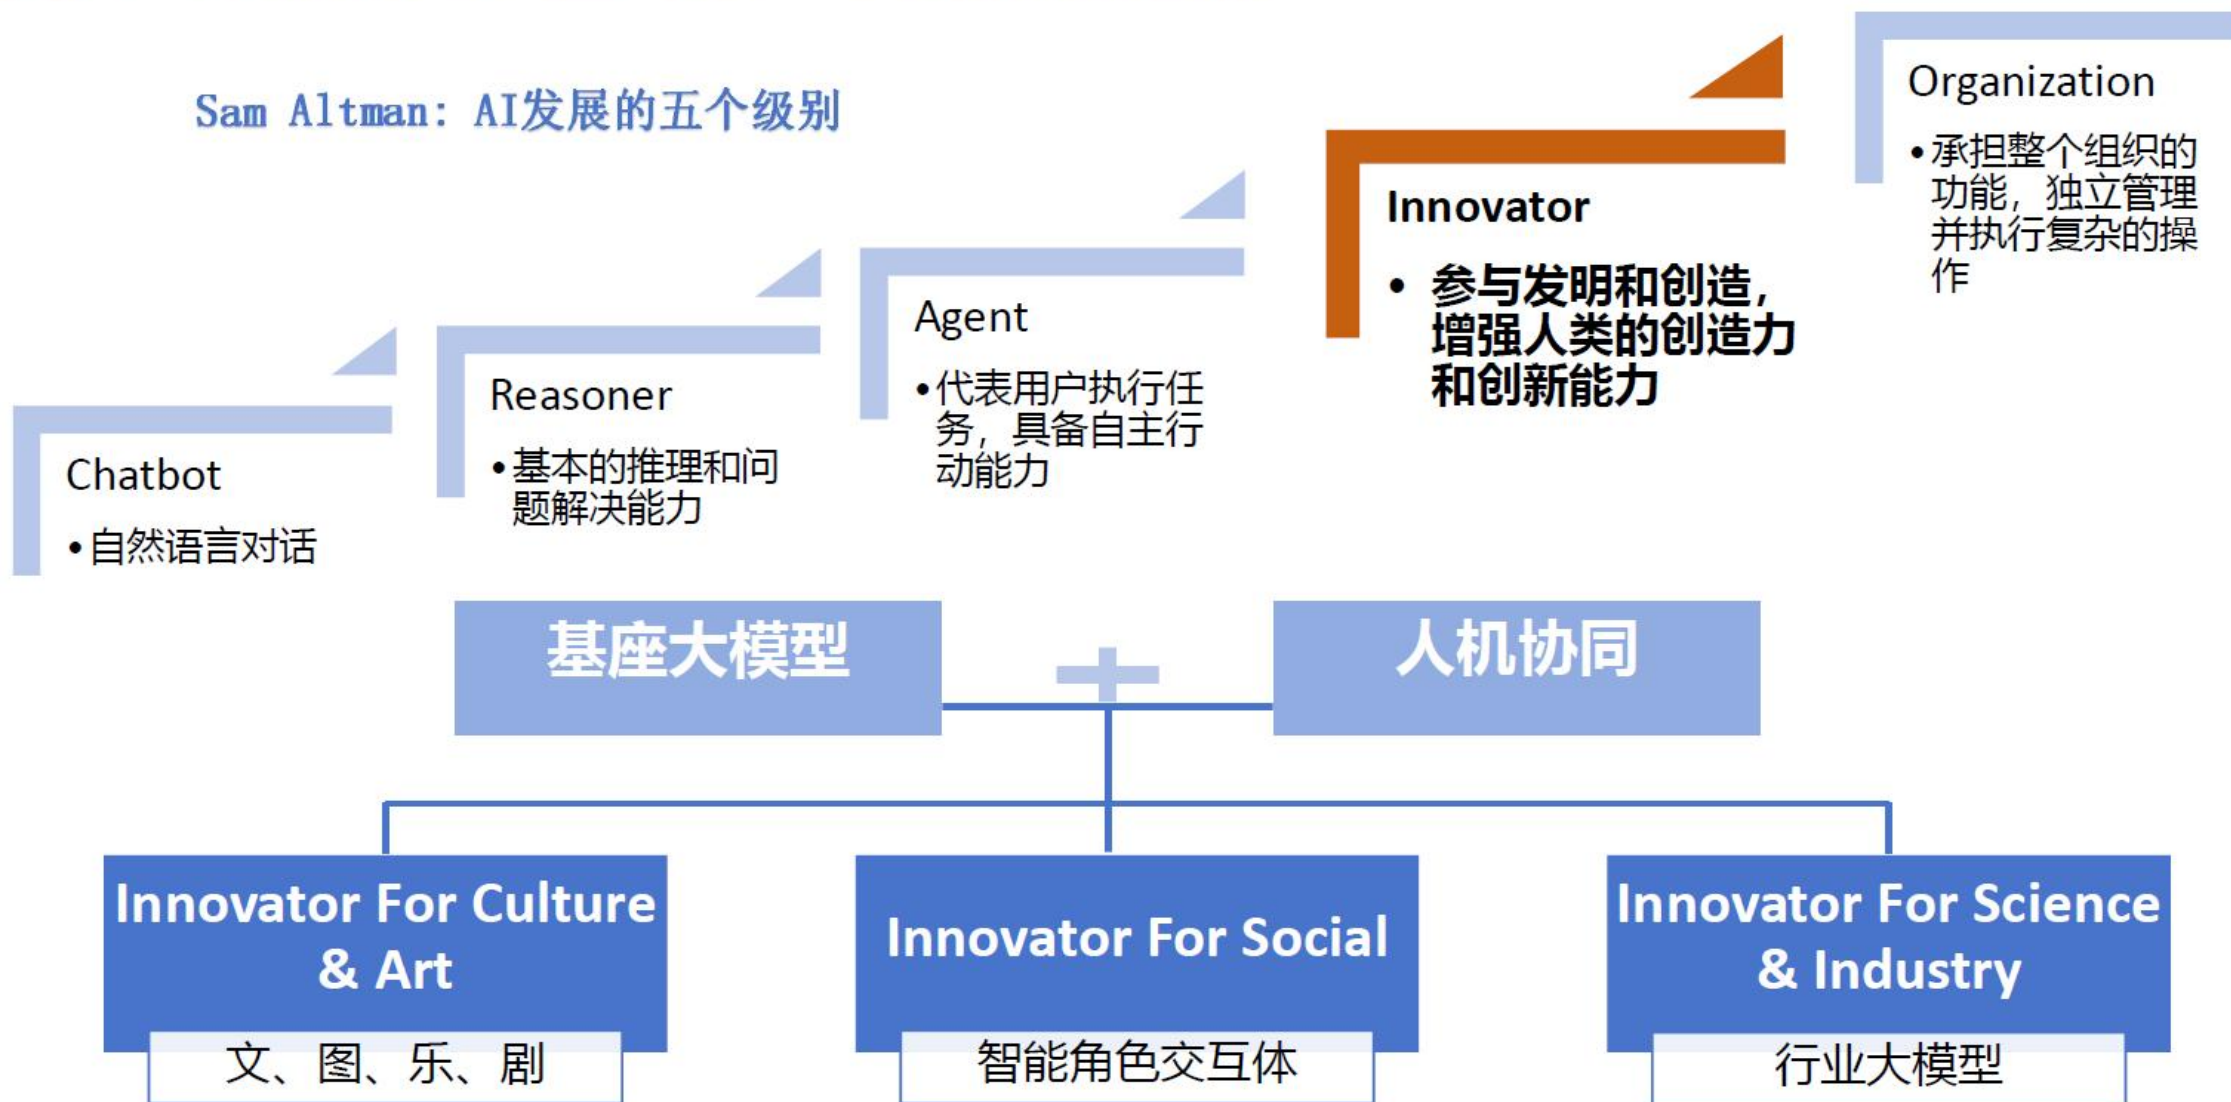 Sam Altman: AI发展的五个级别
Chatbot
•自然语言对话
Reasoner
•基本的推理和问
题解决能力
Agent
•代表用户执行任
务，具备自主行
动能力
Innovator
• 参与发明和创造，
增强人类的创造力
和创新能力
Organization
•承担整个组织的
功能，独立管理
并执行复杂的操
作
基座大模型
人机协同
Innovator For Culture
& Art
文、图、乐、剧
Innovator For Social
智能角色交互体
Innovator For Science
& Industry
行业大模型